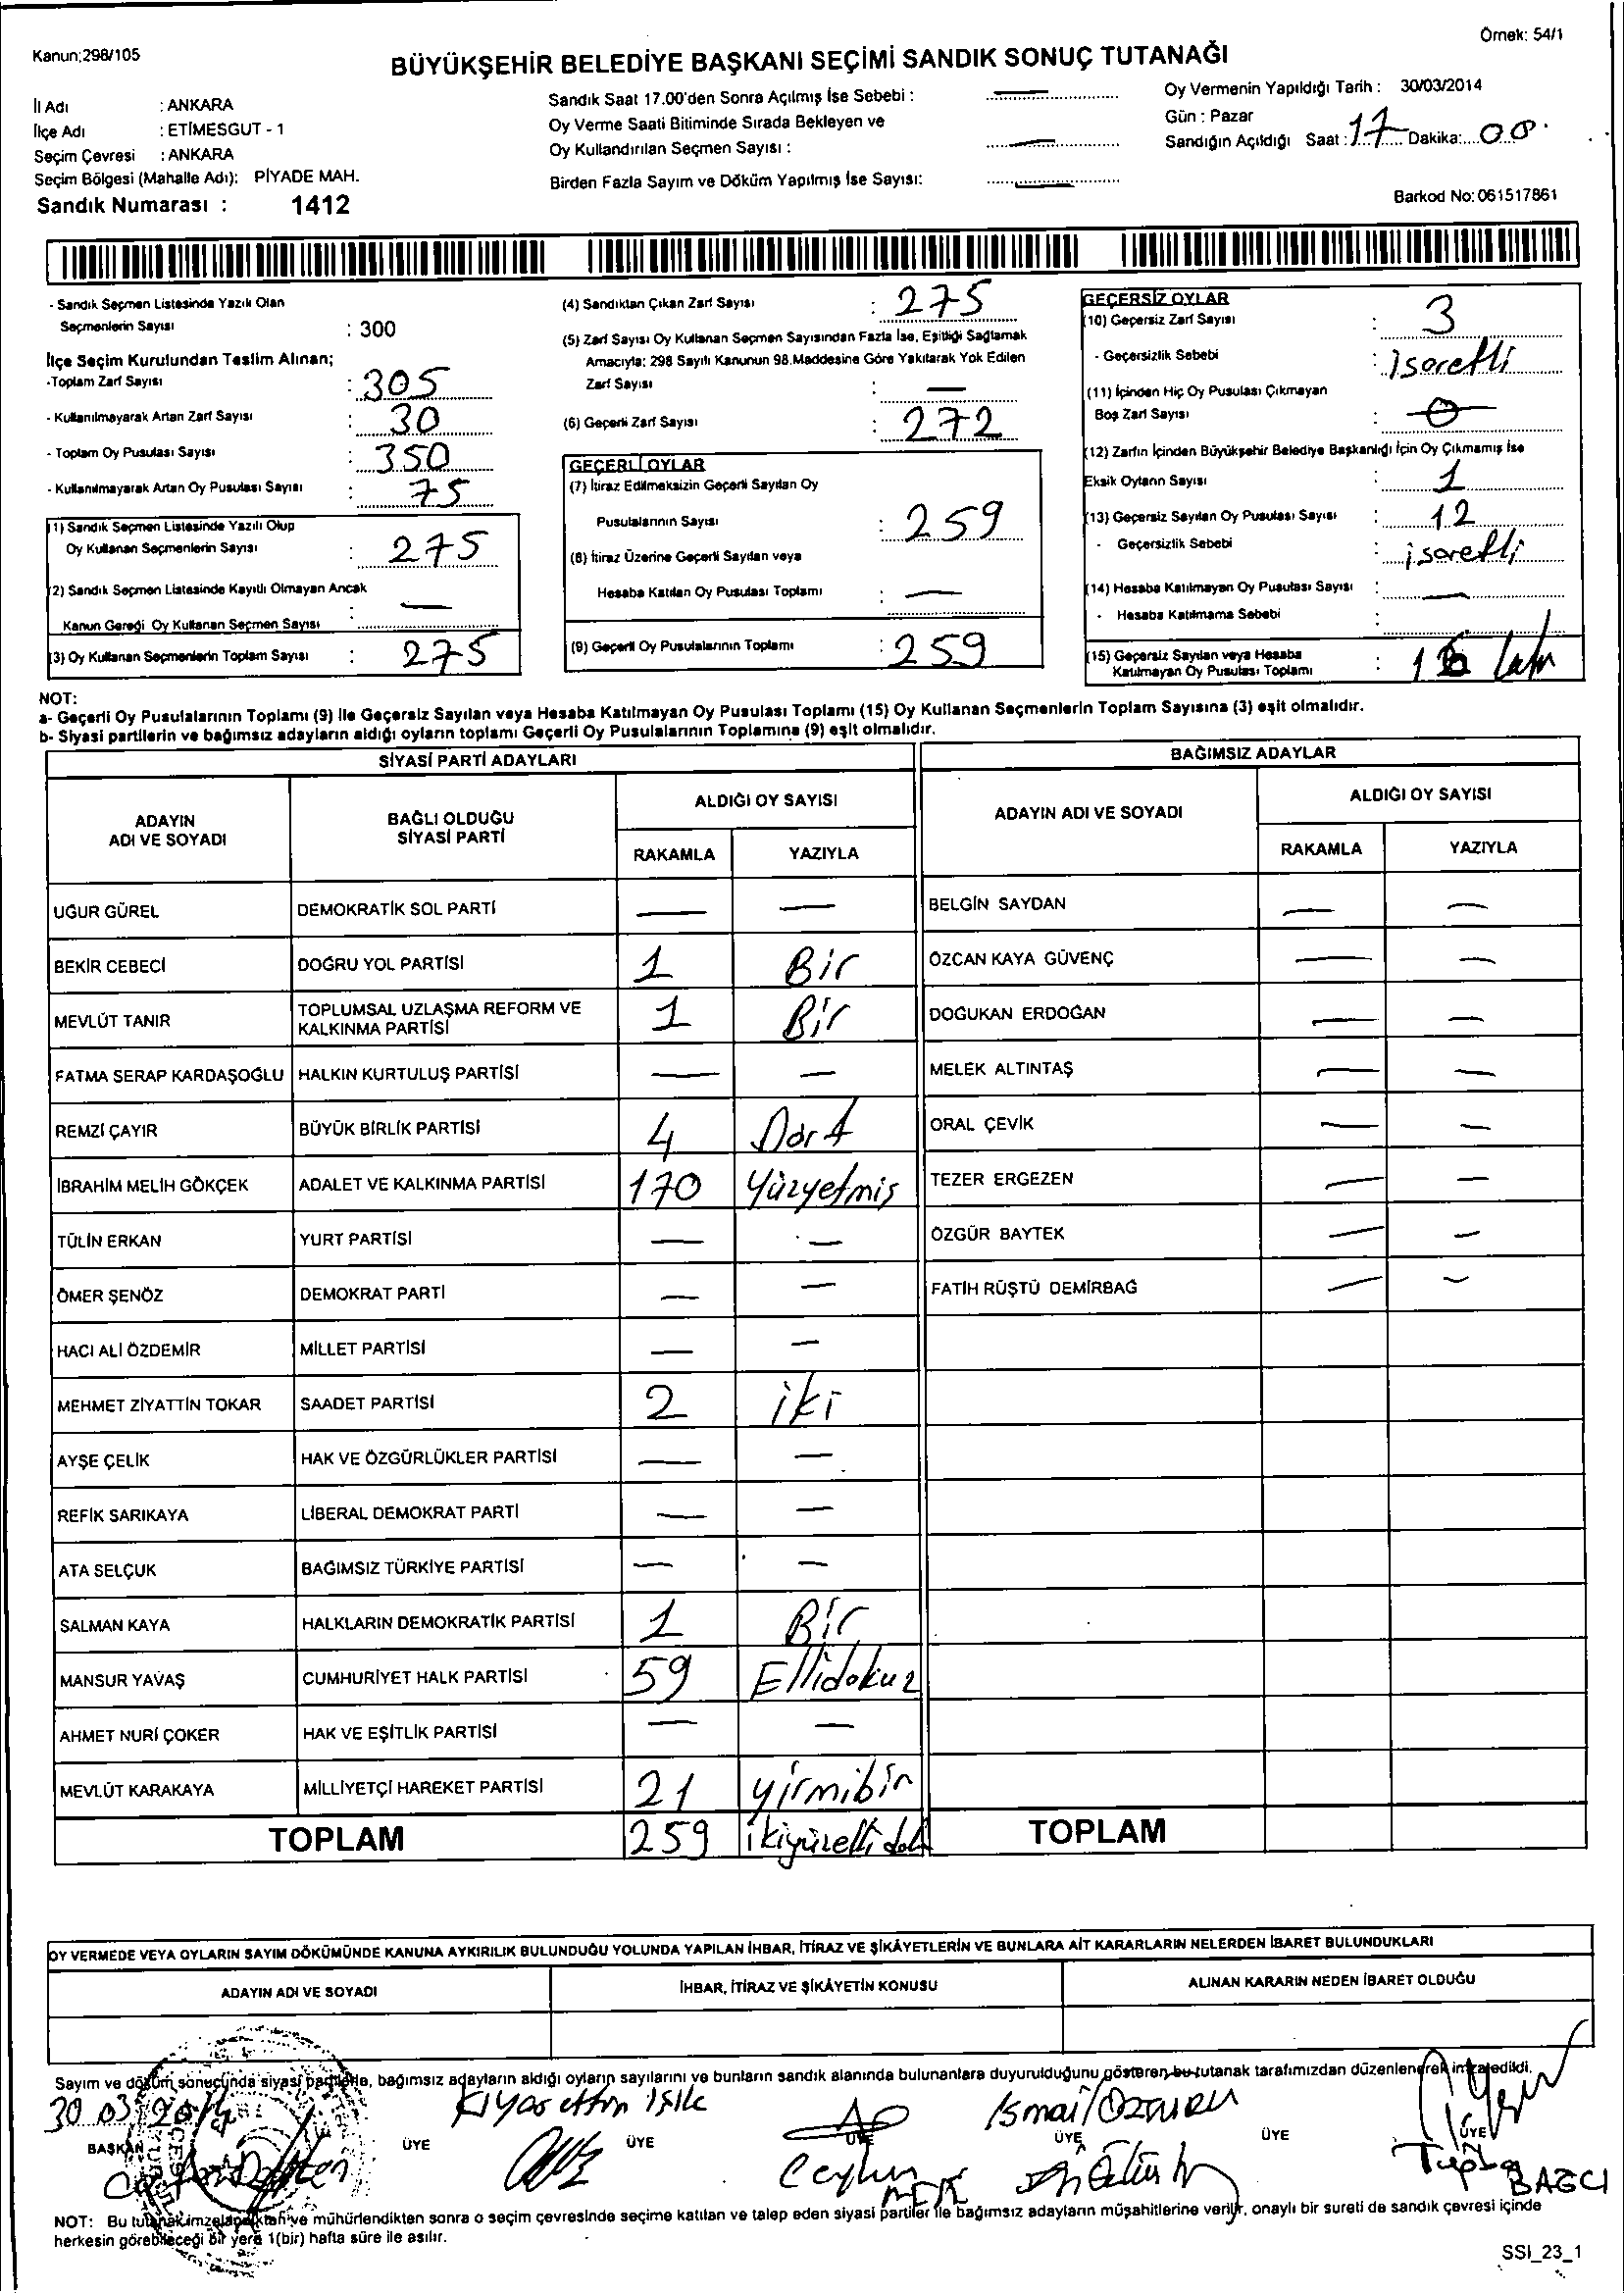 Kanun;298/105
Örnek: 54/1
BÜYÜKŞEHİR BELEDİYE BAŞKANI SEÇİMİ SANDIK SONUÇ TUTANAĞI
İl Adı : ANKARA
İlçe Adı : ETİMESGUT - 1
Seçim Çevresi : ANKARA
Seçim Bölgesi (Mahalle Adı): PİYADE MAH.
Sandık Numarası : 1412
Sandık Saat 17.00'den Sonra Açılmış İse Sebebi : —
Oy Verme Saati Bitiminde Sırada Bekleyen ve
Oy Kullandırılan Seçmen Sayısı : —
Birden Fazla Sayım ve Döküm Yapılmış İse Sayısı: —
Oy Vermenin Yapıldığı Tarih : 30/03/2014
Gün : Pazar
Sandığın Açıldığı Saat : 17 Dakika: 00
Barkod No: 061517861
- Sandık Seçmen Listesinde Yazılı Olan
Seçmenlerin Sayısı : 300
İlçe Seçim Kurulundan Teslim Alınan;
-Toplam Zarf Sayısı : 305
- Kullanılmayarak Artan Zarf Sayısı : 30
- Toplam Oy Pusulası Sayısı : 350
- Kullanılmayarak Artan Oy Pusulası Sayısı : 75
(1) Sandık Seçmen Listesinde Yazılı Olup
Oy Kullanan Seçmenlerin Sayısı : 275
(2) Sandık Seçmen Listesinde Kayıtlı Olmayan Ancak
Kanun Gereği Oy Kullanan Seçmen Sayısı : —
(3) Oy Kullanan Seçmenlerin Toplam Sayısı : 275
(4) Sandıktan Çıkan Zarf Sayısı : 275
(5) Zarf Sayısı Oy Kullanan Seçmen Sayısından Fazla İse, Eşitliği Sağlamak
Amacıyla; 298 Sayılı Kanunun 98.Maddesine Göre Yakılarak Yok Edilen
Zarf Sayısı : —
(6) Geçerli Zarf Sayısı : 272
GEÇERLİ OYLAR
(7) İtiraz Edilmeksizin Geçerli Sayılan Oy
Pusulalarının Sayısı : 259
(8) İtiraz Üzerine Geçerli Sayılan veya
Hesaba Katılan Oy Pusulası Toplamı : —
(9) Geçerli Oy Pusulalarının Toplamı : 259
GEÇERSİZ OYLAR
(10) Geçersiz Zarf Sayısı : 3
- Geçersizlik Sebebi : İşaretli
(11) İçinden Hiç Oy Pusulası Çıkmayan
Boş Zarf Sayısı : 0
(12) Zarfın İçinden Büyükşehir Belediye Başkanlığı İçin Oy Çıkmamış İse
Eksik Oyların Sayısı : 1
(13) Geçersiz Sayılan Oy Pusulası Sayısı : 12
- Geçersizlik Sebebi : işaretli
(14) Hesaba Katılmayan Oy Pusulası Sayısı : —
- Hesaba Katılmama Sebebi :
(15) Geçersiz Sayılan veya Hesaba
Katılmayan Oy Pusulası Toplamı : 16
NOT:
a- Geçerli Oy Pusulalarının Toplamı (9) ile Geçersiz Sayılan veya Hesaba Katılmayan Oy Pusulası Toplamı (15) Oy Kullanan Seçmenlerin Toplam Sayısına (3) eşit olmalıdır.
b- Siyasi partilerin ve bağımsız adayların aldığı oyların toplamı Geçerli Oy Pusulalarının Toplamına (9) eşit olmalıdır.
SİYASİ PARTİ ADAYLARI BAĞIMSIZ ADAYLAR
ADAYIN
ADI VE SOYADI
BAĞLI OLDUĞU
SİYASİ PARTİ
ALDIĞI OY SAYISI
RAKAMLA YAZIYLA
ADAYIN ADI VE SOYADI
ALDIĞI OY SAYISI
RAKAMLA YAZIYLA
UĞUR GÜREL DEMOKRATİK SOL PARTİ — — BELGİN SAYDAN — —
BEKİR CEBECİ DOĞRU YOL PARTİSİ 1 Bir ÖZCAN KAYA GÜVENÇ — —
MEVLÜT TANIR TOPLUMSAL UZLAŞMA REFORM VE KALKINMA PARTİSİ 1 Bir DOĞUKAN ERDOĞAN — —
FATMA SERAP KARDAŞOĞLU HALKIN KURTULUŞ PARTİSİ — — MELEK ALTINTAŞ — —
REMZİ ÇAYIR BÜYÜK BİRLİK PARTİSİ 4 Dört ORAL ÇEVİK — —
İBRAHİM MELİH GÖKÇEK ADALET VE KALKINMA PARTİSİ 170 Yüzyetmiş TEZER ERGEZEN — —
TÜLİN ERKAN YURT PARTİSİ — — ÖZGÜR BAYTEK — —
ÖMER ŞENÖZ DEMOKRAT PARTİ — — FATİH RÜŞTÜ DEMİRBAĞ — —
HACI ALİ ÖZDEMİR MİLLET PARTİSİ — —
MEHMET ZİYATTİN TOKAR SAADET PARTİSİ 2 iki
AYŞE ÇELİK HAK VE ÖZGÜRLÜKLER PARTİSİ — —
REFİK SARIKAYA LİBERAL DEMOKRAT PARTİ — —
ATA SELÇUK BAĞIMSIZ TÜRKİYE PARTİSİ — —
SALMAN KAYA HALKLARIN DEMOKRATİK PARTİSİ 1 Bir
MANSUR YAVAŞ CUMHURİYET HALK PARTİSİ 59 Ellidokuz
AHMET NURİ ÇOKER HAK VE EŞİTLİK PARTİSİ — —
MEVLÜT KARAKAYA MİLLİYETÇİ HAREKET PARTİSİ 21 yirmibir
TOPLAM 259 ikiyüzelli TOPLAM
OY VERMEDE VEYA OYLARIN SAYIM DÖKÜMÜNDE KANUNA AYKIRILIK BULUNDUĞU YOLUNDA YAPILAN İHBAR, İTİRAZ VE ŞİKÂYETLERİN VE BUNLARA AİT KARARLARIN NELERDEN İBARET BULUNDUKLARI
ADAYIN ADI VE SOYADI İHBAR, İTİRAZ VE ŞİKÂYETİN KONUSU ALINAN KARARIN NEDEN İBARET OLDUĞU
Sayım ve döküm sonucunda siyasi partilerle, bağımsız adayların aldığı oyların sayılarını ve bunların sandık alanında bulunanlara duyurulduğunu gösteren bu tutanak tarafımızdan düzenlenerek imza edildi.
30 03 2014 Kıyasettin Işık İsmail
BAŞKAN ÜYE ÜYE ÜYE ÜYE ÜYE ÜYE
Ceyhun Tuğba BAĞCI
NOT: Bu tutanak imzalandıktan ve mühürlendikten sonra o seçim çevresinde seçime katılan ve talep eden siyasi partiler ile bağımsız adayların müşahitlerine verilir, onaylı bir sureti de sandık çevresi içinde
herkesin görebileceği bir yere 1(bir) hafta süre ile asılır.
SSI_23_1